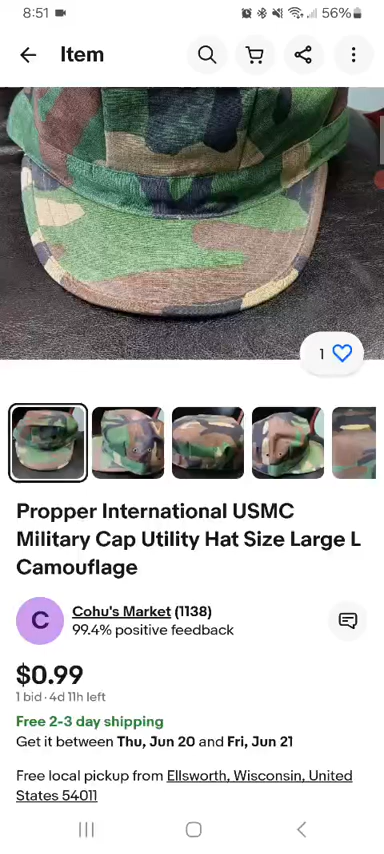 8:51
56%
Item
1
Propper International USMC
Military Cap Utility Hat Size Large L
Camouflage
C
Cohu's Market (1138)
99.4% positive feedback
$0.99
1 bid · 4d 11h left
Free 2-3 day shipping
Get it between Thu, Jun 20 and Fri, Jun 21
Free local pickup from Ellsworth, Wisconsin, United
States 54011